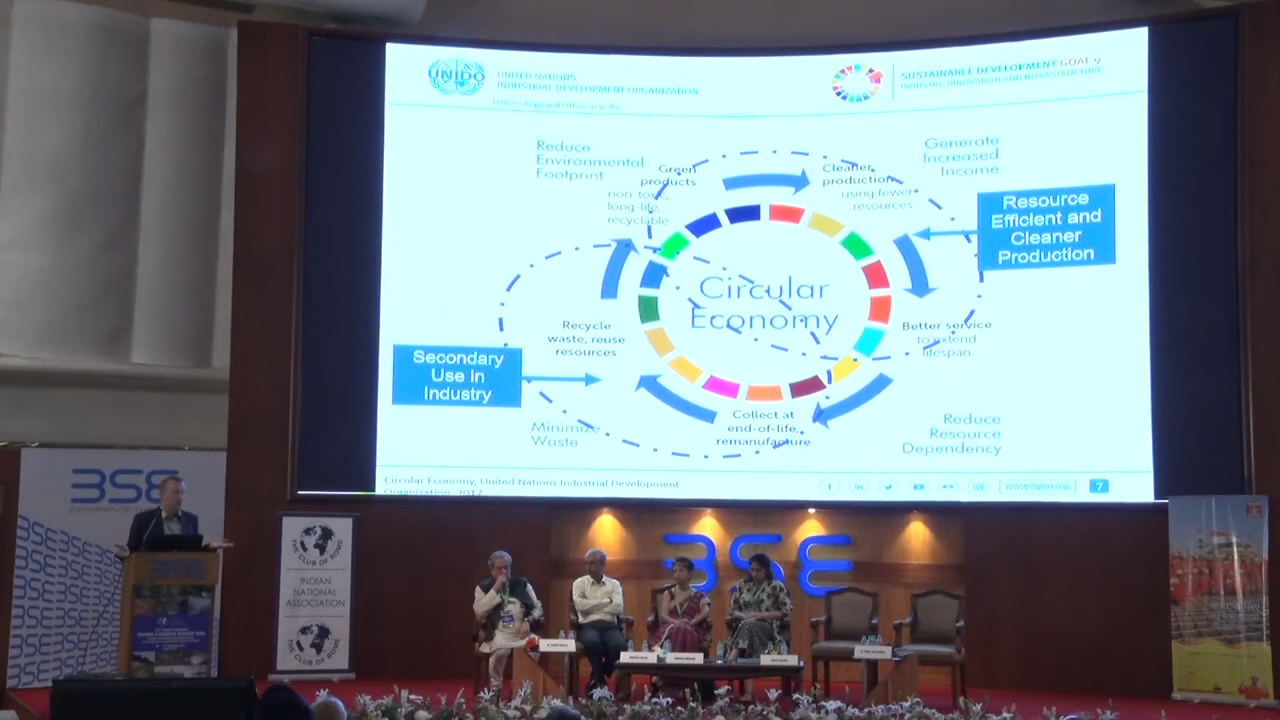 UNIDO
UNITED NATIONS
INDUSTRIAL DEVELOPMENT ORGANIZATION
SUSTAINABLE DEVELOPMENT GOAL 9
INDUSTRY, INNOVATION AND INFRASTRUCTURE
Reduce
Environmental
Footprint
Green
products
non-toxic,
long-life,
recyclable
Cleaner
production
using fewer
resources
Generate
Increased
Income
Resource
Efficient and
Cleaner
Production
Circular
Economy
Better service
to extend
lifespan
Recycle
waste, reuse
resources
Secondary
Use in
Industry
Minimize
Waste
Collect at
end-of-life,
remanufacture
Reduce
Resource
Dependency
Circular Economy, United Nations Industrial Development
Organization, 2017
WWW.UNIDO.ORG
7
BSE
BSE
BSE
THE CLUB OF ROME
INDIAN
NATIONAL
ASSOCIATION
THE CLUB OF ROME